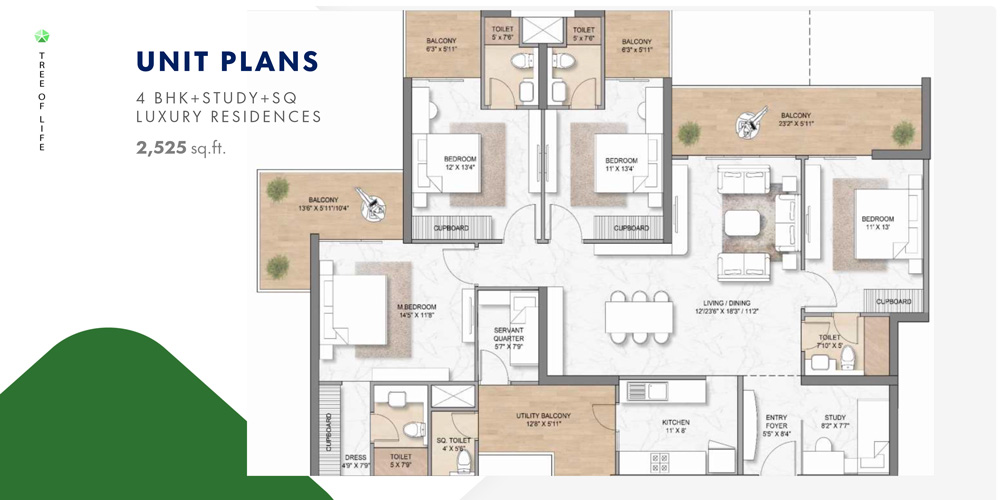 TREE OF LIFE
UNIT PLANS
4 BHK+STUDY+SQ
LUXURY RESIDENCES
2,525 sq.ft.
BALCONY
6'3" x 5'11"
TOILET
5' x 7'6"
TOILET
5' x 7'6"
BALCONY
6'3" x 5'11"
BALCONY
23'2" X 5'11"
BEDROOM
12' X 13'4"
BEDROOM
11' X 13'4'
BALCONY
13'6" X 5'11"/10'4"
BEDROOM
11' X 13'
CUPBOARD
CUPBOARD
CUPBOARD
M.BEDROOM
14'5" X 11'8"
LIVING / DINING
12'/23'6" X 18'3" / 11'2"
SERVANT
QUARTER
5'7" X 7'9"
TOILET
7'10" X 5'
UTILITY BALCONY
12'8" X 5'11"
KITCHEN
11' X 8'
ENTRY
FOYER
5'5" X 8'4"
STUDY
8'2" X 7'7"
CUPBOARD
DRESS
4'9" X 7'9"
TOILET
5 X 7'9"
SQ. TOILET
4' X 5'6"